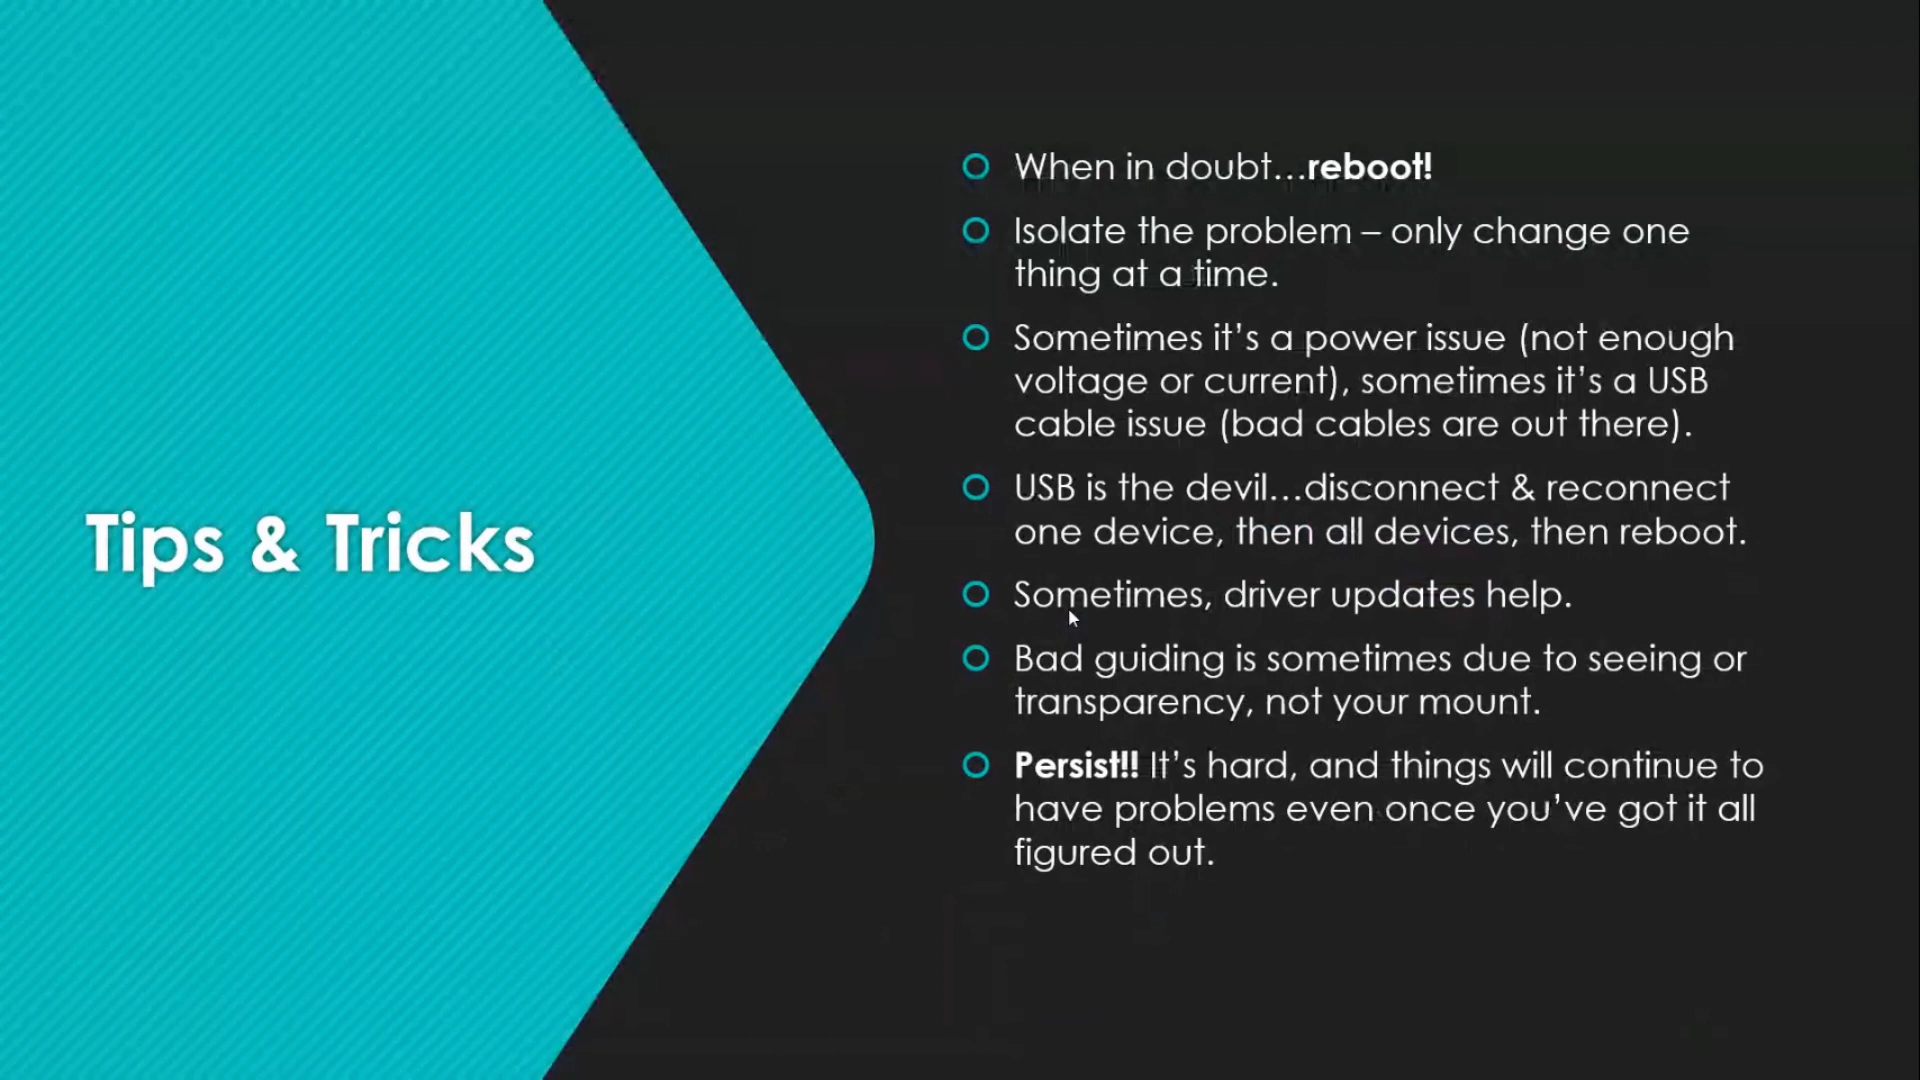 Tips & Tricks
When in doubt…reboot!
Isolate the problem – only change one
thing at a time.
Sometimes it’s a power issue (not enough
voltage or current), sometimes it’s a USB
cable issue (bad cables are out there).
USB is the devil…disconnect & reconnect
one device, then all devices, then reboot.
Sometimes, driver updates help.
Bad guiding is sometimes due to seeing or
transparency, not your mount.
Persist!! It’s hard, and things will continue to
have problems even once you’ve got it all
figured out.